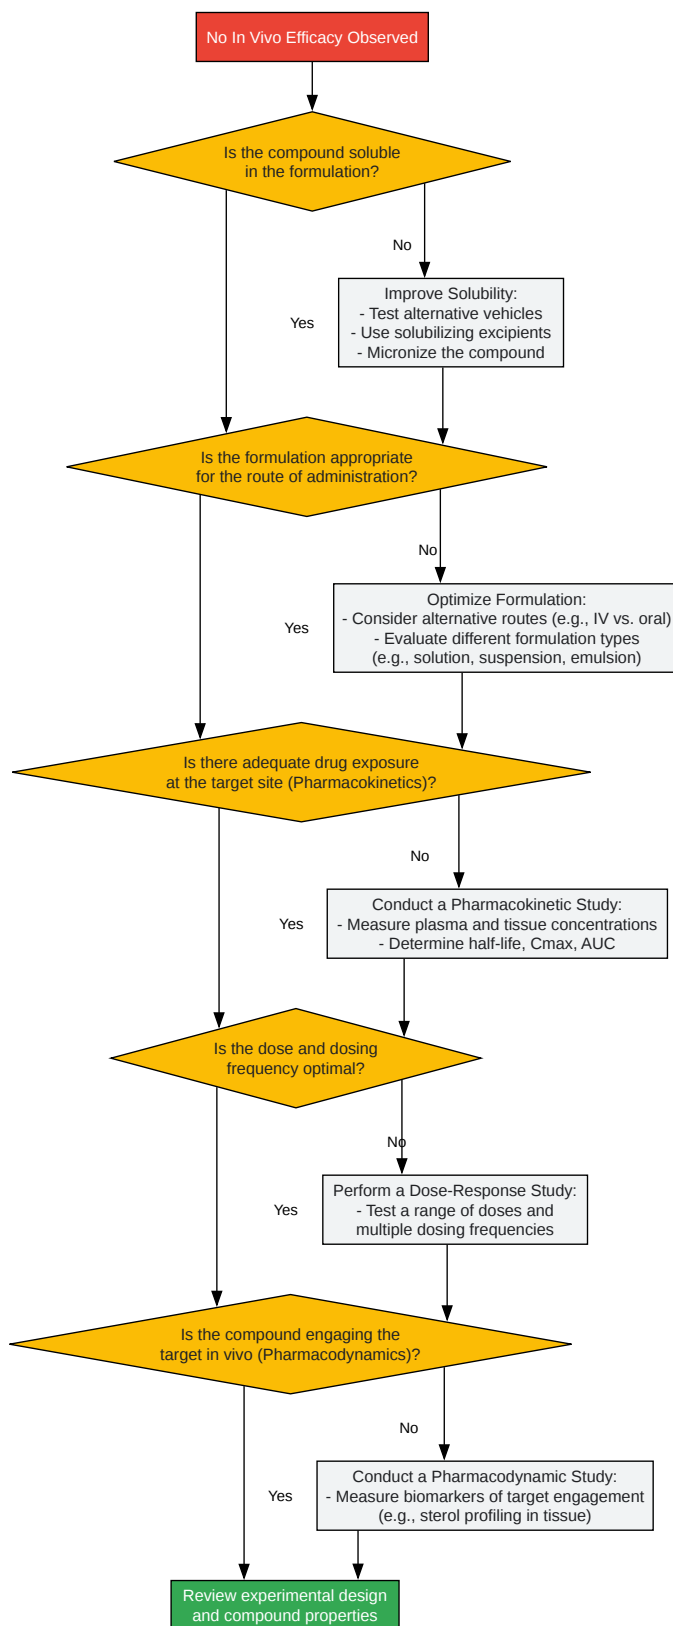 No In Vivo Efficacy Observed
Is the compound soluble
in the formulation?
No
Improve Solubility:
- Test alternative vehicles
- Use solubilizing excipients
- Micronize the compound
Yes
Is the formulation appropriate
for the route of administration?
No
Optimize Formulation:
- Consider alternative routes (e.g., IV vs. oral)
- Evaluate different formulation types
(e.g., solution, suspension, emulsion)
Yes
Is there adequate drug exposure
at the target site (Pharmacokinetics)?
No
Conduct a Pharmacokinetic Study:
- Measure plasma and tissue concentrations
- Determine half-life, Cmax, AUC
Yes
Is the dose and dosing
frequency optimal?
No
Perform a Dose-Response Study:
- Test a range of doses and
multiple dosing frequencies
Yes
Is the compound engaging the
target in vivo (Pharmacodynamics)?
No
Conduct a Pharmacodynamic Study:
- Measure biomarkers of target engagement
(e.g., sterol profiling in tissue)
Yes
Review experimental design
and compound properties